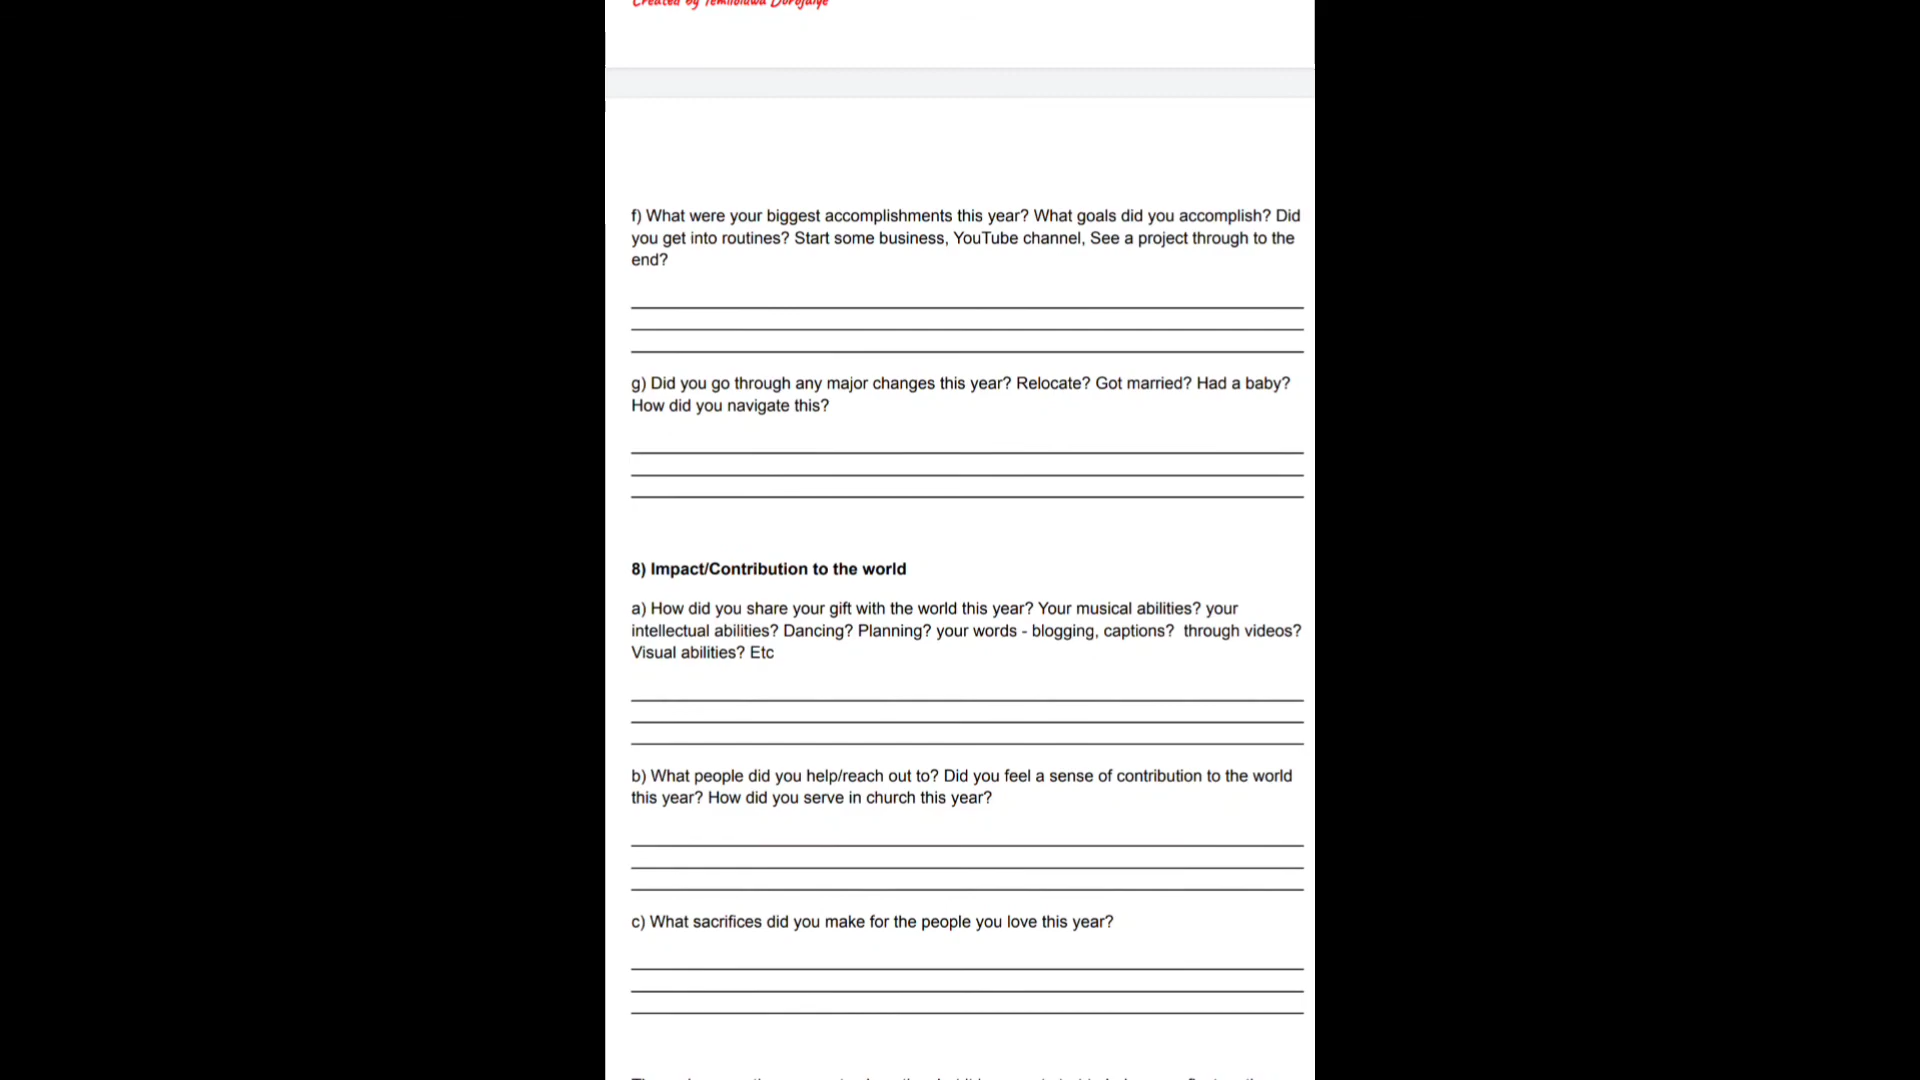 Created by Temiloluwa Dorojaiye
f) What were your biggest accomplishments this year? What goals did you accomplish? Did
you get into routines? Start some business, YouTube channel, See a project through to the
end?
g) Did you go through any major changes this year? Relocate? Got married? Had a baby?
How did you navigate this?
8) Impact/Contribution to the world
a) How did you share your gift with the world this year? Your musical abilities? your
intellectual abilities? Dancing? Planning? your words - blogging, captions?  through videos?
Visual abilities? Etc
b) What people did you help/reach out to? Did you feel a sense of contribution to the world
this year? How did you serve in church this year?
c) What sacrifices did you make for the people you love this year?